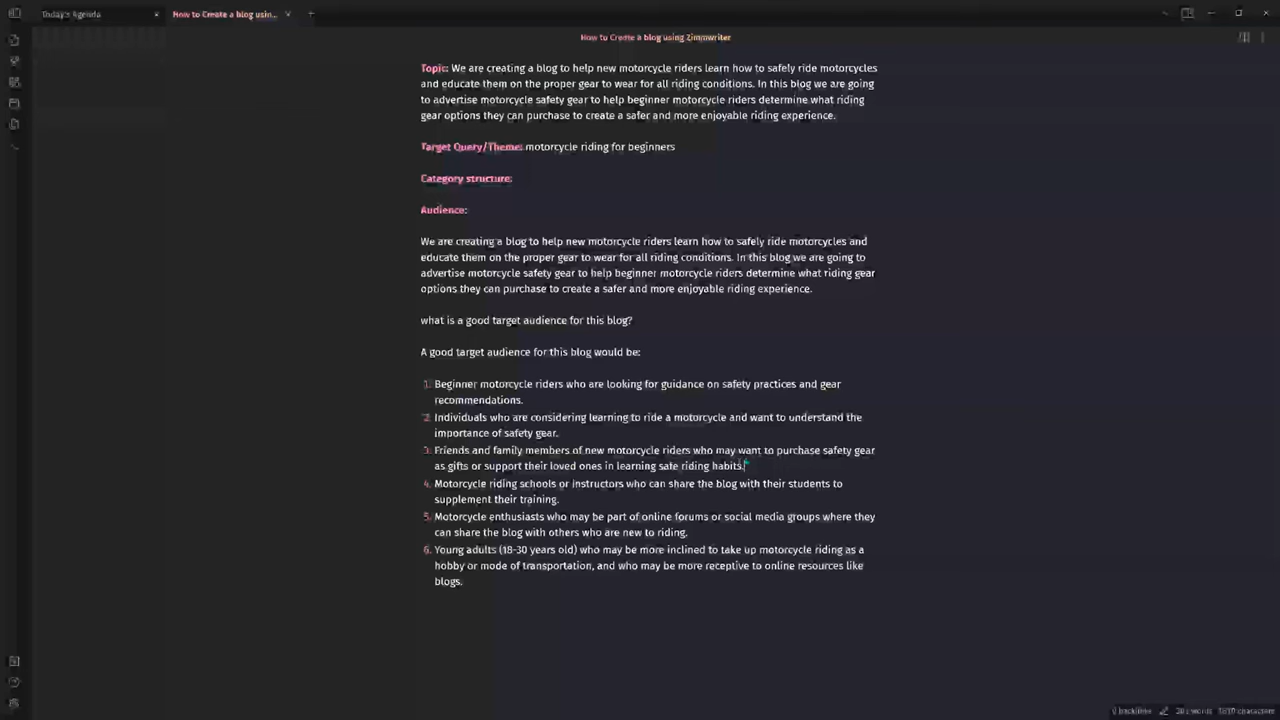 Today's Agenda
How to Create a blog using Zimmwriter
How to Create a blog usin...
Topic: We are creating a blog to help new motorcycle riders learn how to safely ride motorcycles
and educate them on the proper gear to wear for all riding conditions. In this blog we are going
to advertise motorcycle safety gear to help beginner motorcycle riders determine what riding
gear options they can purchase to create a safer and more enjoyable riding experience.
Target Query/Theme: motorcycle riding for beginners
Category structure:
Audience:
We are creating a blog to help new motorcycle riders learn how to safely ride motorcycles and
educate them on the proper gear to wear for all riding conditions. In this blog we are going to
advertise motorcycle safety gear to help beginner motorcycle riders determine what riding gear
options they can purchase to create a safer and more enjoyable riding experience.
what is a good target audience for this blog?
A good target audience for this blog would be:
1. Beginner motorcycle riders who are looking for guidance on safety practices and gear
recommendations.
2. Individuals who are considering learning to ride a motorcycle and want to understand the
importance of safety gear.
3. Friends and family members of new motorcycle riders who may want to purchase safety gear
as gifts or support their loved ones in learning safe riding habits.
4. Motorcycle riding schools or instructors who can share the blog with their students to
supplement their training.
5. Motorcycle enthusiasts who may be part of online forums or social media groups where they
can share the blog with others who are new to riding.
6. Young adults (18-30 years old) who may be more inclined to take up motorcycle riding as a
hobby or mode of transportation, and who may be more receptive to online resources like
blogs.
0 backlinks words characters